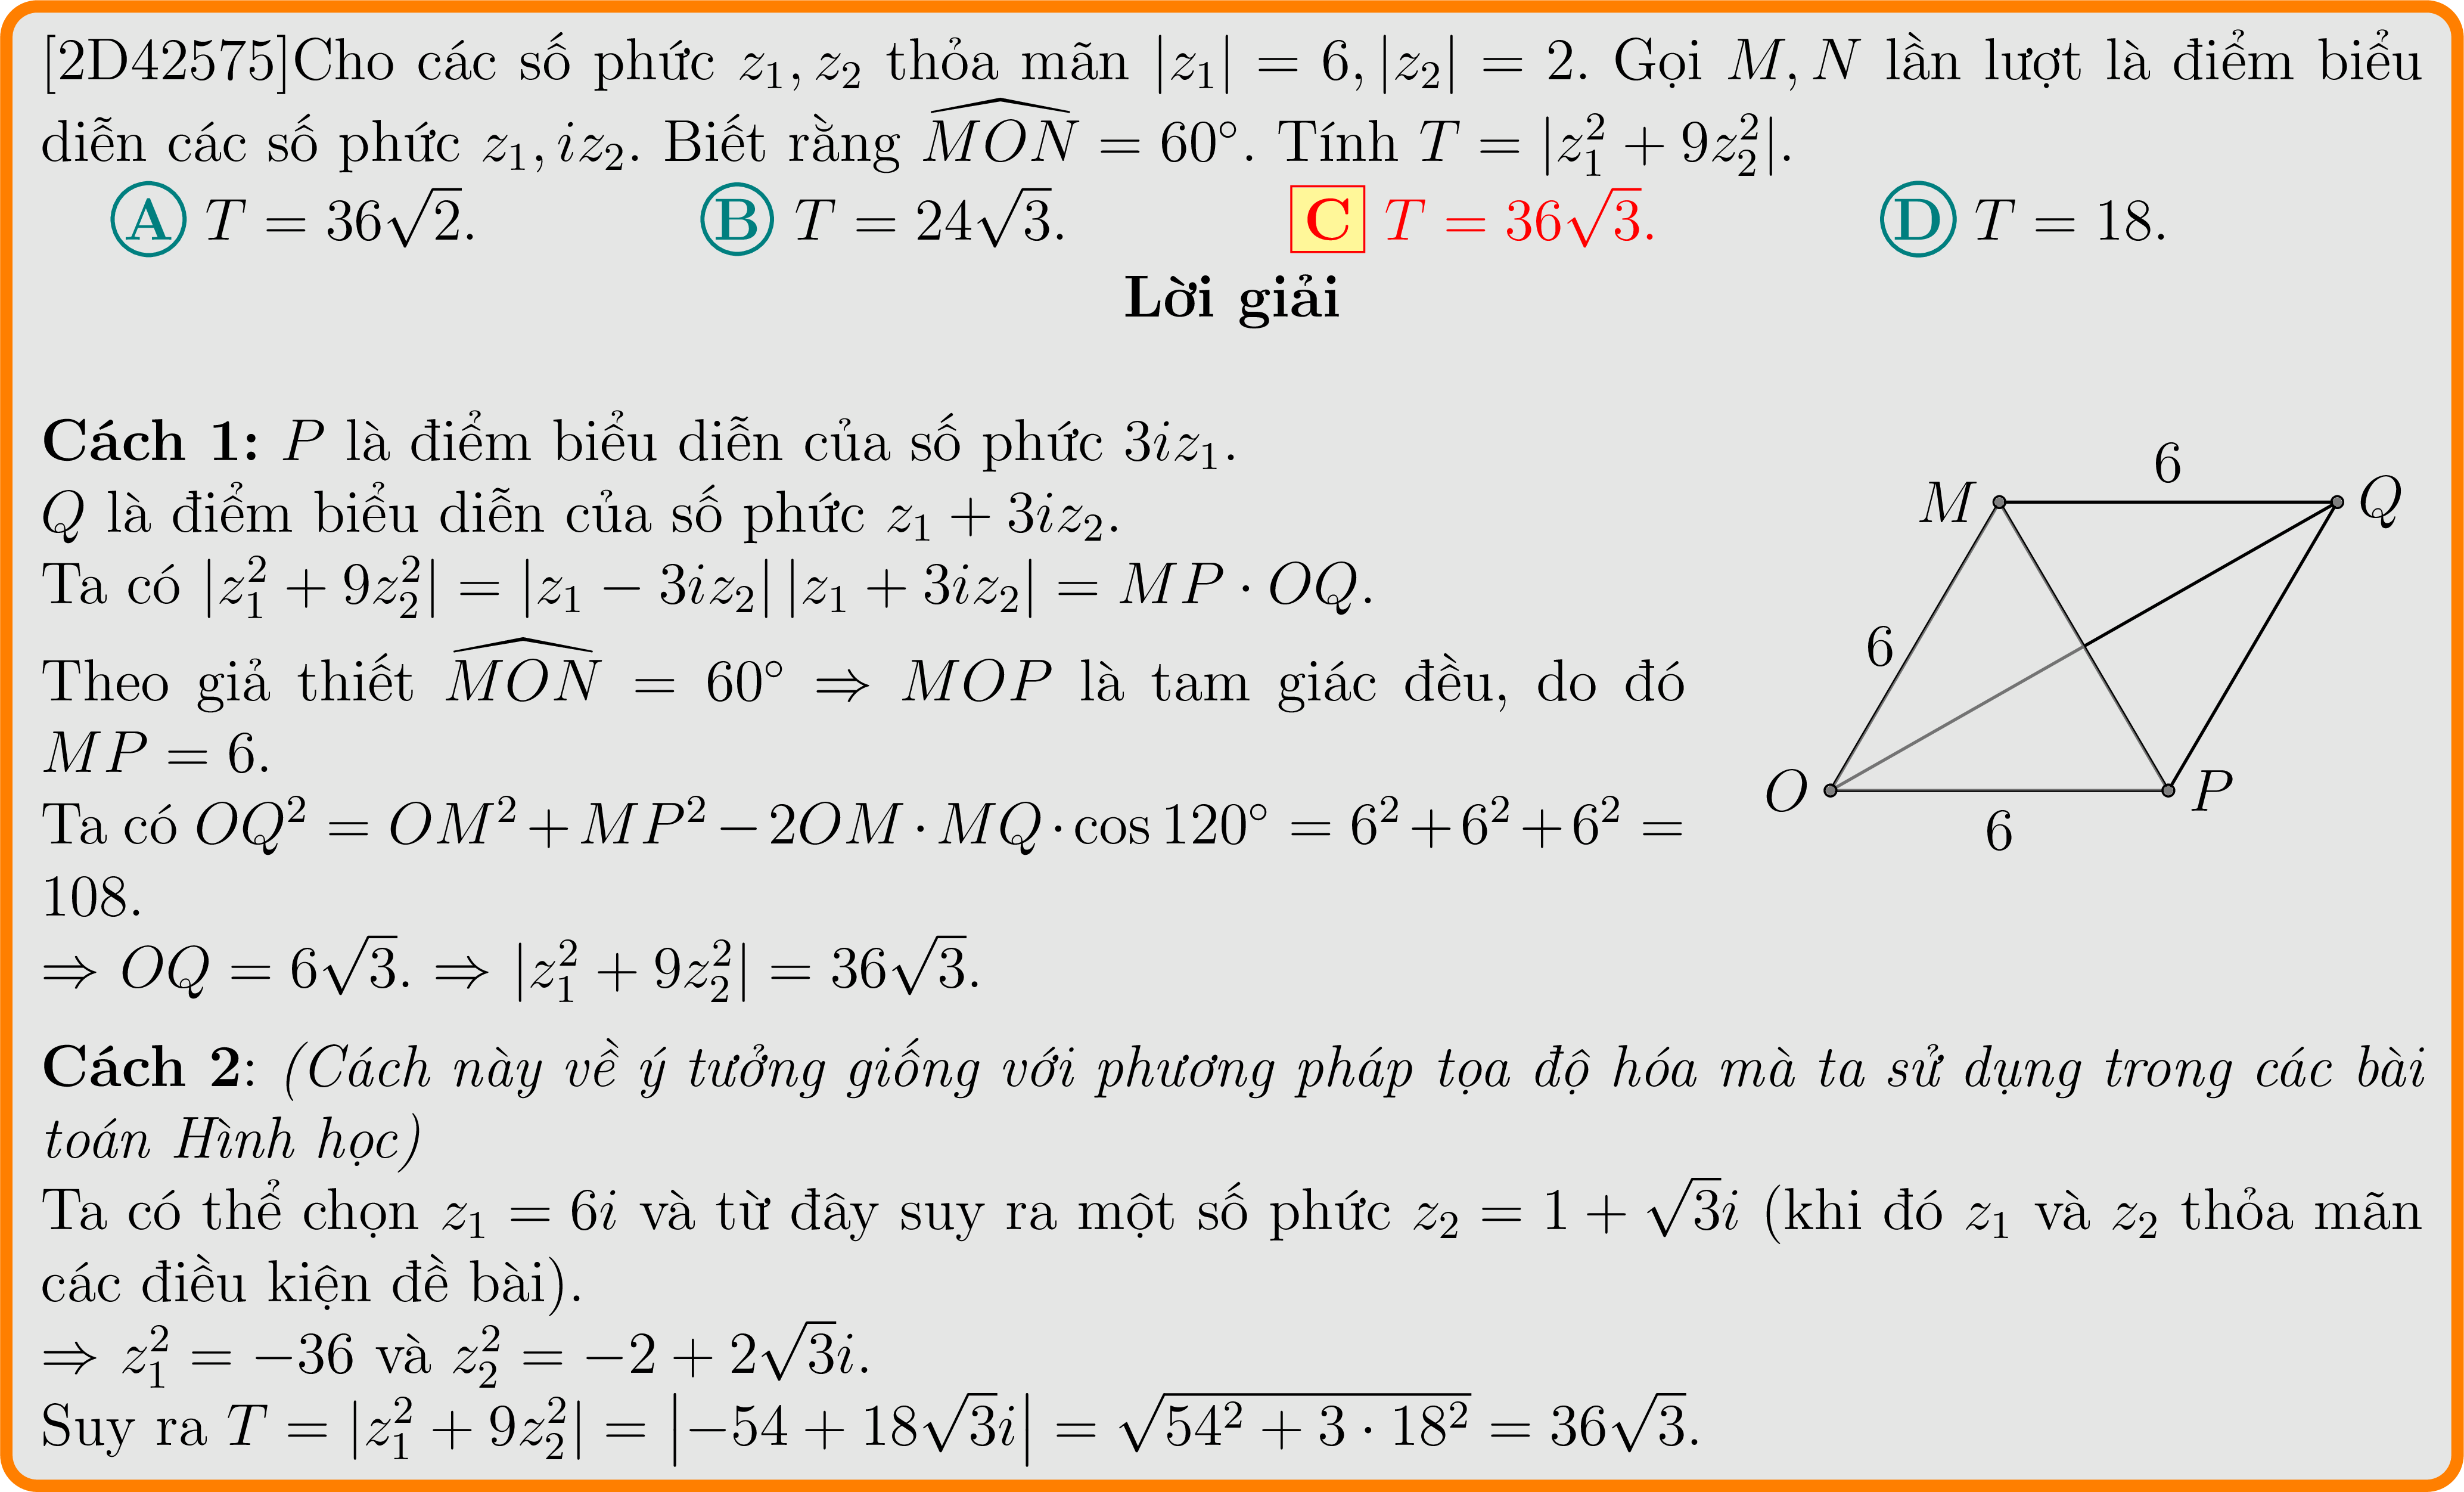 [2D42575]Cho các số phức $z_1, z_2$ thỏa mãn $|z_1| = 6, |z_2| = 2$. Gọi $M, N$ lần lượt là điểm biểu
diễn các số phức $z_1, iz_2$. Biết rằng $\widehat{MON} = 60^\circ$. Tính $T = |z_1^2 + 9z_2^2|$.
A $T = 36\sqrt{2}$. B $T = 24\sqrt{3}$. C $T = 36\sqrt{3}$. D $T = 18$.
Lời giải
Cách 1: $P$ là điểm biểu diễn của số phức $3iz_1$.
$Q$ là điểm biểu diễn của số phức $z_1 + 3iz_2$.
Ta có $|z_1^2 + 9z_2^2| = |z_1 - 3iz_2| |z_1 + 3iz_2| = MP \cdot OQ$.
Theo giả thiết $\widehat{MON} = 60^\circ \Rightarrow MOP$ là tam giác đều, do đó
$MP = 6$.
Ta có $OQ^2 = OM^2 + MP^2 - 2OM \cdot MQ \cdot \cos 120^\circ = 6^2 + 6^2 + 6^2 =$
108.
$\Rightarrow OQ = 6\sqrt{3}. \Rightarrow |z_1^2 + 9z_2^2| = 36\sqrt{3}$.
6
M
Q
6
O
P
6
Cách 2: (Cách này về ý tưởng giống với phương pháp tọa độ hóa mà ta sử dụng trong các bài
toán Hình học)
Ta có thể chọn $z_1 = 6i$ và từ đây suy ra một số phức $z_2 = 1 + \sqrt{3}i$ (khi đó $z_1$ và $z_2$ thỏa mãn
các điều kiện đề bài).
$\Rightarrow z_1^2 = -36$ và $z_2^2 = -2 + 2\sqrt{3}i$.
Suy ra $T = |z_1^2 + 9z_2^2| = |-54 + 18\sqrt{3}i| = \sqrt{54^2 + 3 \cdot 18^2} = 36\sqrt{3}$.